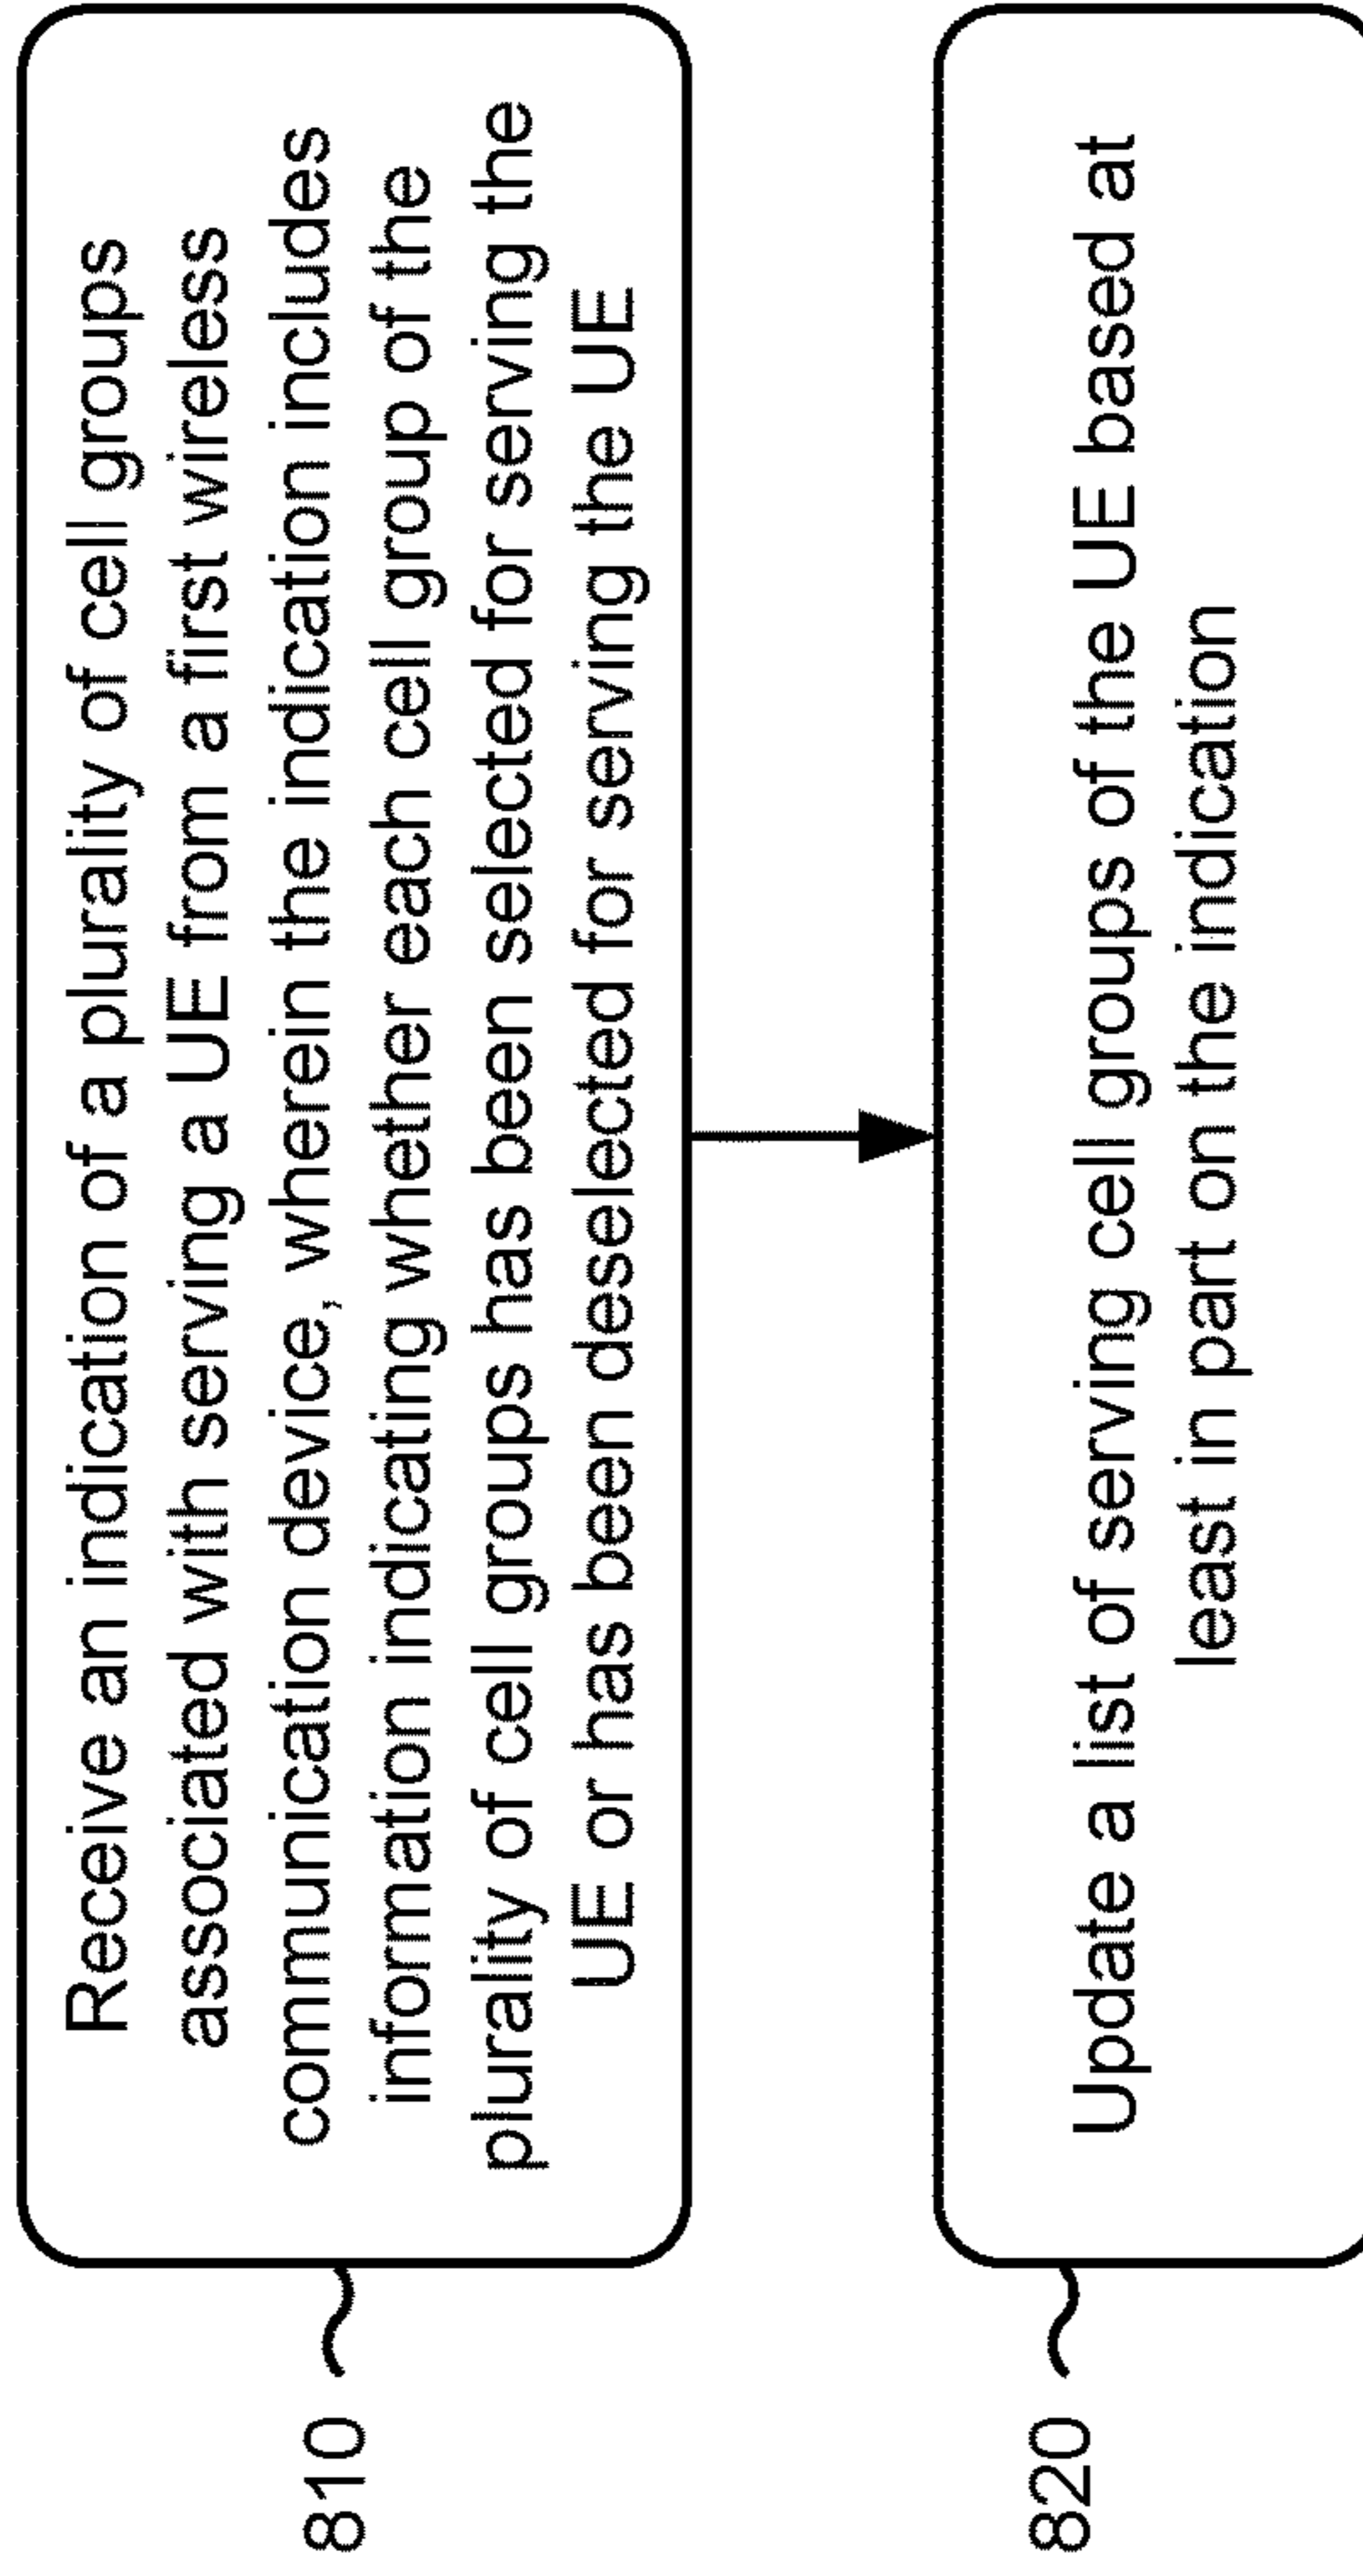 Receive an indication of a plurality of cell groups
associated with serving a UE from a first wireless
communication device, wherein the indication includes
information indicating whether each cell group of the
plurality of cell groups has been selected for serving the
UE or has been deselected for serving the UE
810
Update a list of serving cell groups of the UE based at
least in part on the indication
820